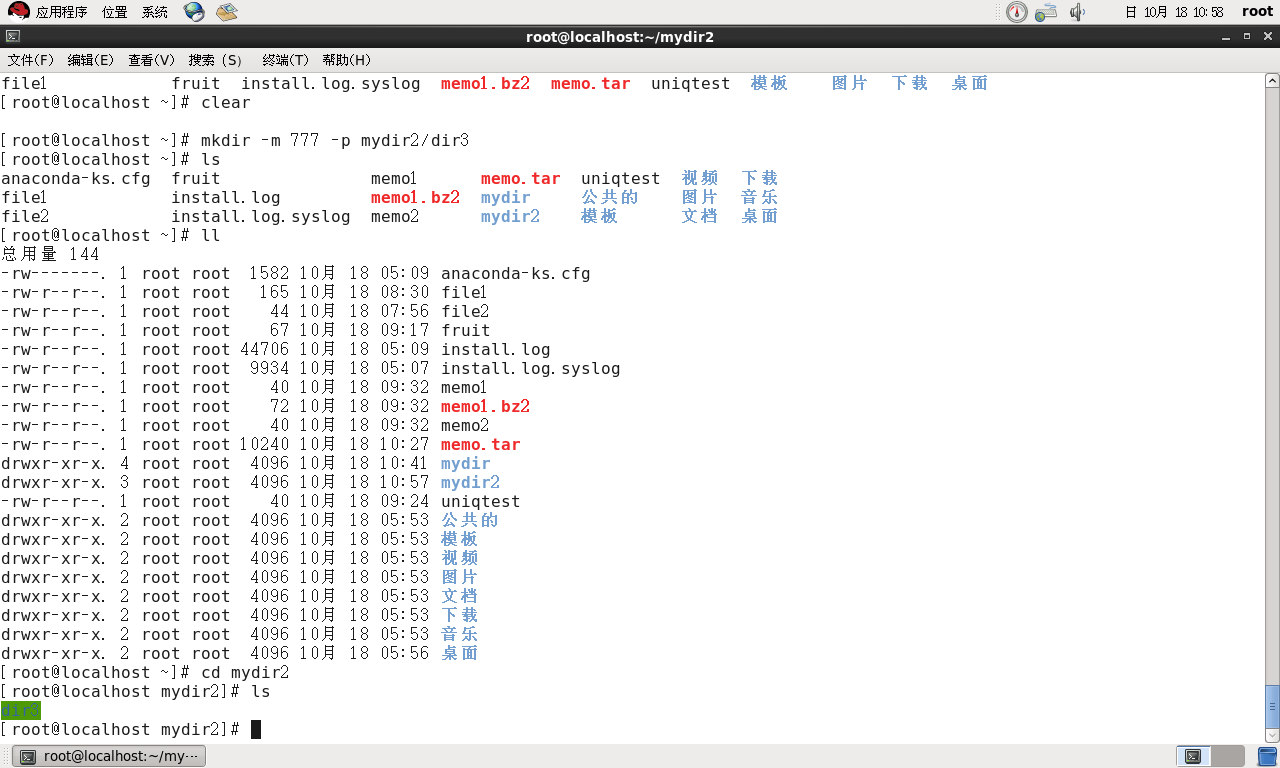 应用程序 位置 系统 日 10月 18 10:58 root
root@localhost:~/mydir2
文件(F) 编辑(E) 查看(V) 搜索 (S) 终端(T) 帮助(H)
file1 fruit install.log.syslog memo1.bz2 memo.tar uniqtest 模板 图片 下载 桌面
[root@localhost ~]# clear
[root@localhost ~]# mkdir -m 777 -p mydir2/dir3
[root@localhost ~]# ls
anaconda-ks.cfg fruit memo1 memo.tar uniqtest 视频 下载
file1 install.log memo1.bz2 mydir 公共的 图片 音乐
file2 install.log.syslog memo2 mydir2 模板 文档 桌面
[root@localhost ~]# ll
总用量 144
-rw-------. 1 root root 1582 10月 18 05:09 anaconda-ks.cfg
-rw-r--r--. 1 root root 165 10月 18 08:30 file1
-rw-r--r--. 1 root root 44 10月 18 07:56 file2
-rw-r--r--. 1 root root 67 10月 18 09:17 fruit
-rw-r--r--. 1 root root 44706 10月 18 05:09 install.log
-rw-r--r--. 1 root root 9934 10月 18 05:07 install.log.syslog
-rw-r--r--. 1 root root 40 10月 18 09:32 memo1
-rw-r--r--. 1 root root 72 10月 18 09:32 memo1.bz2
-rw-r--r--. 1 root root 40 10月 18 09:32 memo2
-rw-r--r--. 1 root root 10240 10月 18 10:27 memo.tar
drwxr-xr-x. 4 root root 4096 10月 18 10:41 mydir
drwxr-xr-x. 3 root root 4096 10月 18 10:57 mydir2
-rw-r--r--. 1 root root 40 10月 18 09:24 uniqtest
drwxr-xr-x. 2 root root 4096 10月 18 05:53 公共的
drwxr-xr-x. 2 root root 4096 10月 18 05:53 模板
drwxr-xr-x. 2 root root 4096 10月 18 05:53 视频
drwxr-xr-x. 2 root root 4096 10月 18 05:53 图片
drwxr-xr-x. 2 root root 4096 10月 18 05:53 文档
drwxr-xr-x. 2 root root 4096 10月 18 05:53 下载
drwxr-xr-x. 2 root root 4096 10月 18 05:53 音乐
drwxr-xr-x. 2 root root 4096 10月 18 05:56 桌面
[root@localhost ~]# cd mydir2
[root@localhost mydir2]# ls
dir3
[root@localhost mydir2]#
root@localhost:~/my···